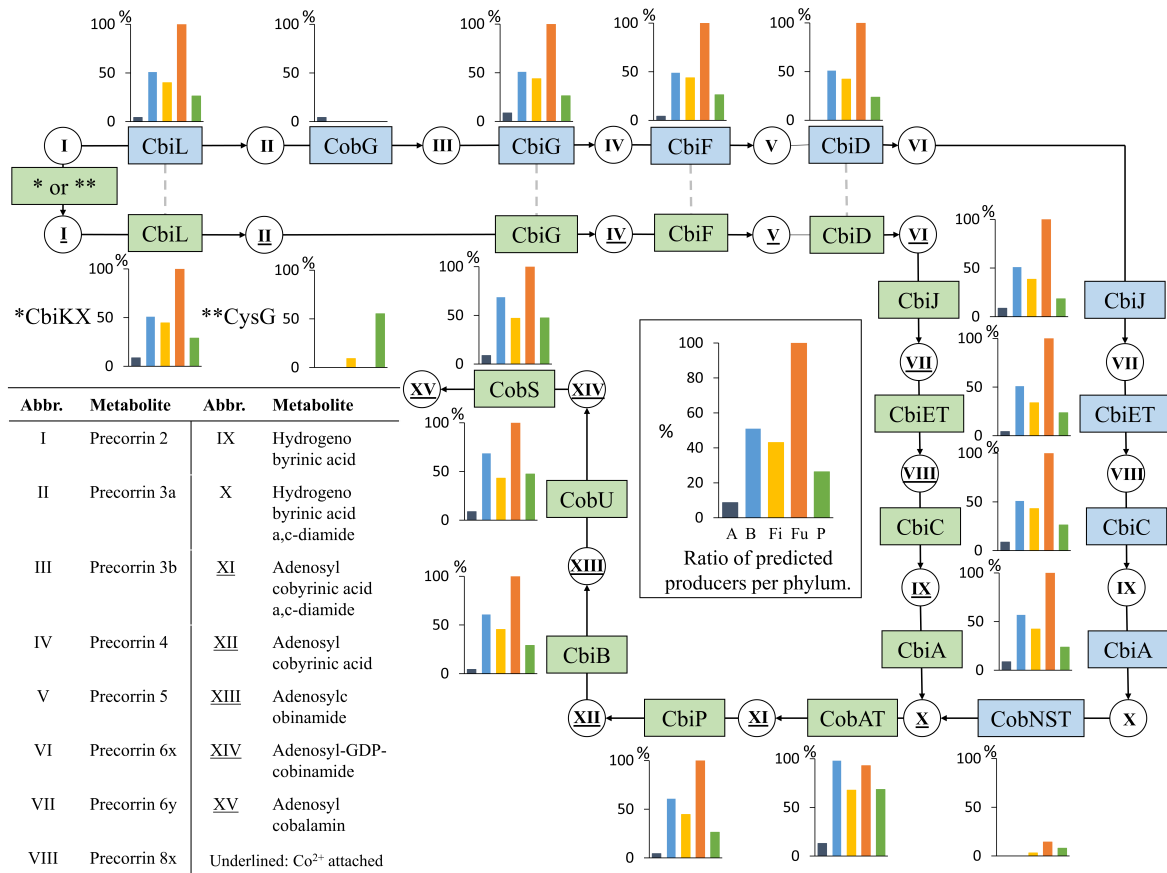 %
100
50
0
%
100
50
0
%
100
50
0
%
100
50
0
%
100
50
0
I
CbiL
II
CobG
III
CbiG
IV
CbiF
V
CbiD
VI
* or **
I
CbiL
II
CbiG
IV
CbiF
V
CbiD
VI
%
100
50
0
*CbiKX
%
100
50
0
**CysG
%
100
50
0
%
100
50
0
CbiJ
CbiJ
VII
VII
%
100
50
0
CbiET
CbiET
VIII
VIII
%
100
50
0
CbiC
CbiC
IX
IX
%
100
50
0
CbiA
CbiA
XV
CobS
XIV
%
100
50
0
CobU
XIII
%
100
50
0
CbiB
XII
CbiP
XI
CobAT
X
CobNST
X
%
100
80
60
40
20
0
A B Fi Fu P
Ratio of predicted
producers per phylum.
%
100
50
0
%
100
50
0
%
100
50
0
Abbr. Metabolite Abbr. Metabolite
I Precorrin 2 IX Hydrogeno
byrinic acid
II Precorrin 3a X Hydrogeno
byrinic acid
a,c-diamide
III Precorrin 3b XI Adenosyl
cobyrinic acid
a,c-diamide
IV Precorrin 4 XII Adenosyl
cobyrinic acid
V Precorrin 5 XIII Adenosylc
obinamide
VI Precorrin 6x XIV Adenosyl-GDP-
cobinamide
VII Precorrin 6y XV Adenosyl
cobalamin
VIII Precorrin 8x Underlined: Co²⁺ attached